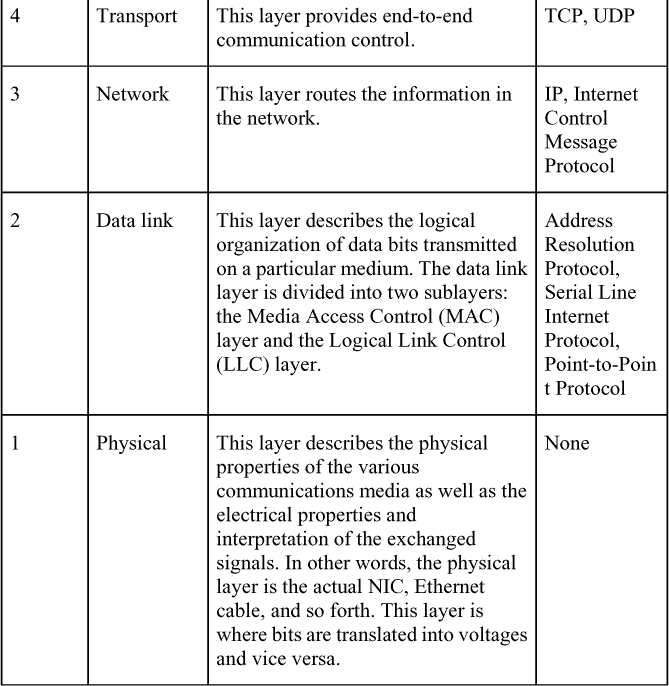 4
Transport
This layer provides end-to-end
communication control.
TCP, UDP
3
Network
This layer routes the information in
the network.
IP, Internet
Control
Message
Protocol
2
Data link
This layer describes the logical
organization of data bits transmitted
on a particular medium. The data link
layer is divided into two sublayers:
the Media Access Control (MAC)
layer and the Logical Link Control
(LLC) layer.
Address
Resolution
Protocol,
Serial Line
Internet
Protocol,
Point-to-Poin
t Protocol
1
Physical
This layer describes the physical
properties of the various
communications media as well as the
electrical properties and
interpretation of the exchanged
signals. In other words, the physical
layer is the actual NIC, Ethernet
cable, and so forth. This layer is
where bits are translated into voltages
and vice versa.
None